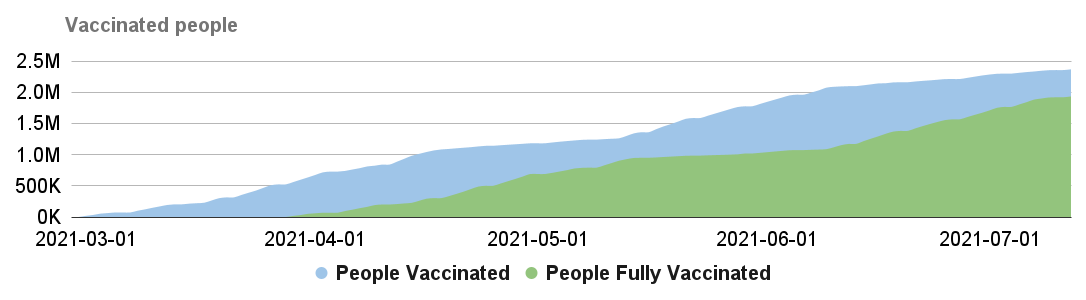 Vaccinated people
2.5M
2.0M
1.5M
1.0M
500K
0K
2021-03-01 2021-04-01 2021-05-01 2021-06-01 2021-07-01
People Vaccinated People Fully Vaccinated